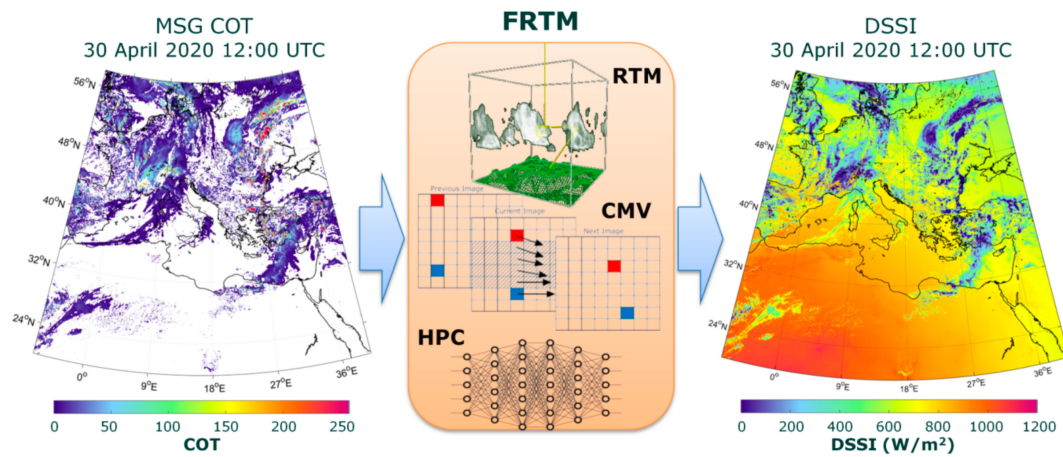 MSG COT
30 April 2020 12:00 UTC
56°N
48°N
40°N
32°N
24°N
0°
9°E
18°E
27°E
36°E
0 50 100 150 200 250
COT
FRTM
RTM
Previous Image
Current Image
CMV
Next Image
HPC
DSSI
30 April 2020 12:00 UTC
56°N
48°N
40°N
32°N
24°N
0°
9°E
18°E
27°E
36°E
0 200 400 600 800 1000 1200
DSSI (W/m²)